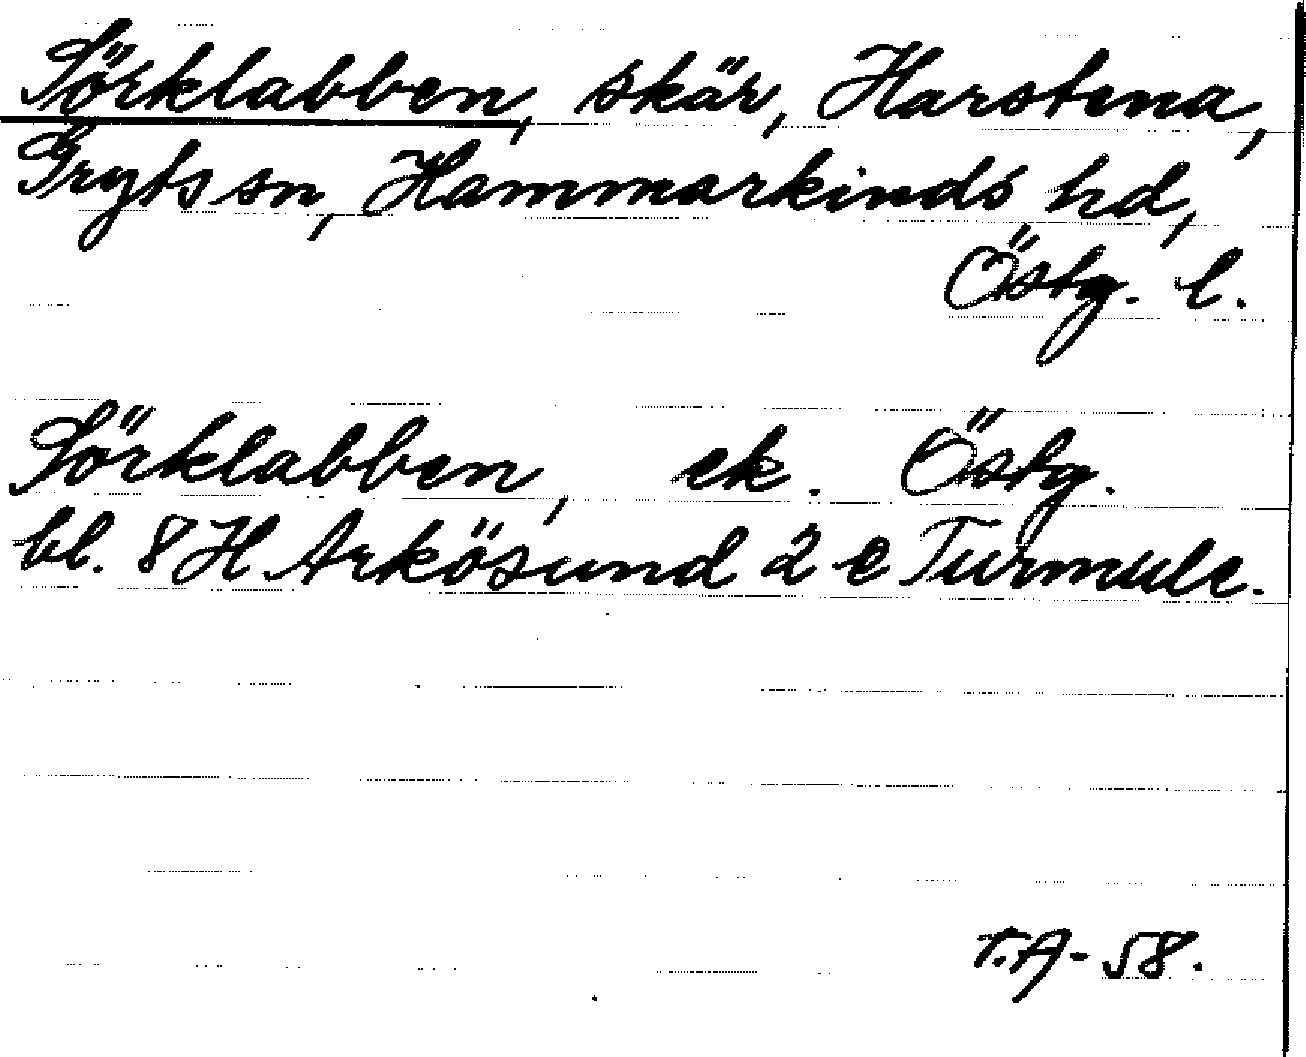 Sörklabben, skär, Harstena,
Gryts sn, Hammarkinds hd,
Östg. l.
Sörklabben, ek. Östg.
bl. 8 H Arkösund 2 e Turmule.
T.A-58.